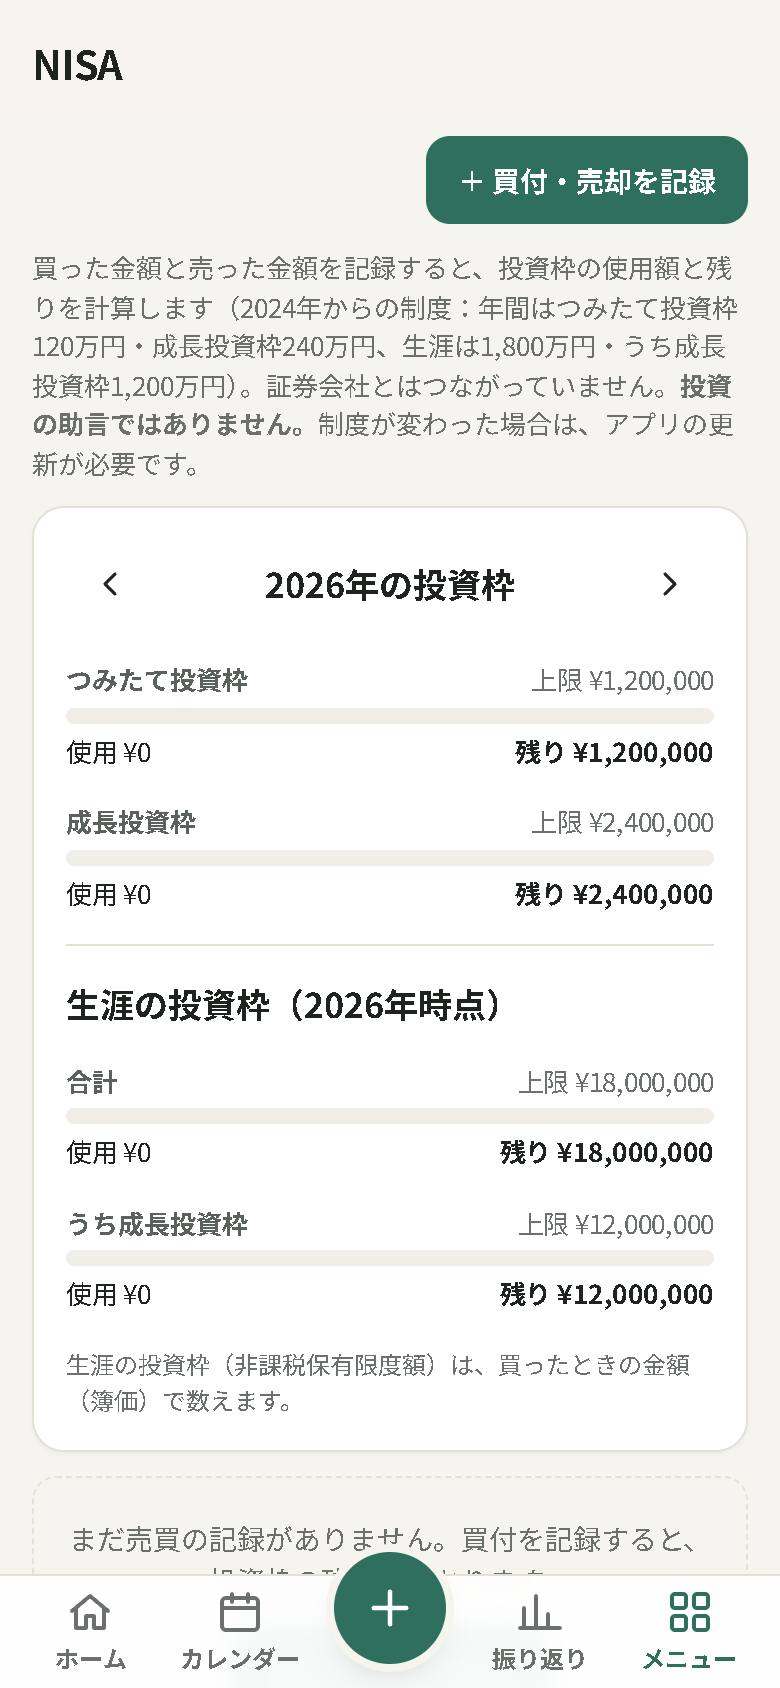 NISA
＋ 買付・売却を記録
買った金額と売った金額を記録すると、投資枠の使用額と残
りを計算します（2024年からの制度：年間はつみたて投資枠
120万円・成長投資枠240万円、生涯は1,800万円・うち成長
投資枠1,200万円）。証券会社とはつながっていません。投資
の助言ではありません。制度が変わった場合は、アプリの更
新が必要です。
2026年の投資枠
つみたて投資枠 上限 ¥1,200,000
使用 ¥0 残り ¥1,200,000
成長投資枠 上限 ¥2,400,000
使用 ¥0 残り ¥2,400,000
生涯の投資枠（2026年時点）
合計 上限 ¥18,000,000
使用 ¥0 残り ¥18,000,000
うち成長投資枠 上限 ¥12,000,000
使用 ¥0 残り ¥12,000,000
生涯の投資枠（非課税保有限度額）は、買ったときの金額
（簿価）で数えます。
まだ売買の記録がありません。買付を記録すると、
ホーム カレンダー 振り返り メニュー